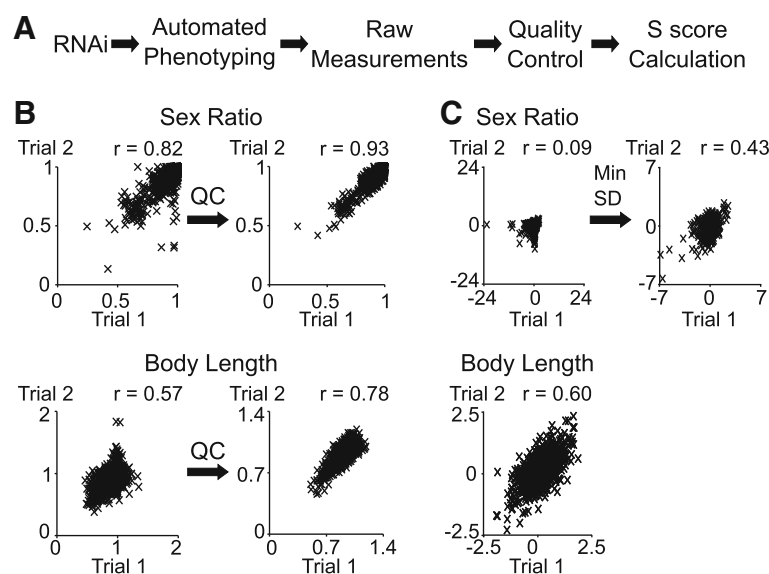 A
RNAi
Automated
Phenotyping
Raw
Measurements
Quality
Control
S score
Calculation
B
Sex Ratio
Trial 2 r = 0.82
1
0.5
0
0 0.5 1
Trial 1
QC
Trial 2 r = 0.93
1
0.5
0
0 0.5 1
Trial 1
Body Length
Trial 2 r = 0.57
2
1
0
0 1 2
Trial 1
QC
Trial 2 r = 0.78
1.4
0.7
0
0 0.7 1.4
Trial 1
C
Sex Ratio
Trial 2 r = 0.09
24
0
-24
-24 0 24
Trial 1
Min
SD
Trial 2 r = 0.43
7
0
-7
-7 0 7
Trial 1
Body Length
Trial 2 r = 0.60
2.5
0
-2.5
-2.5 0 2.5
Trial 1